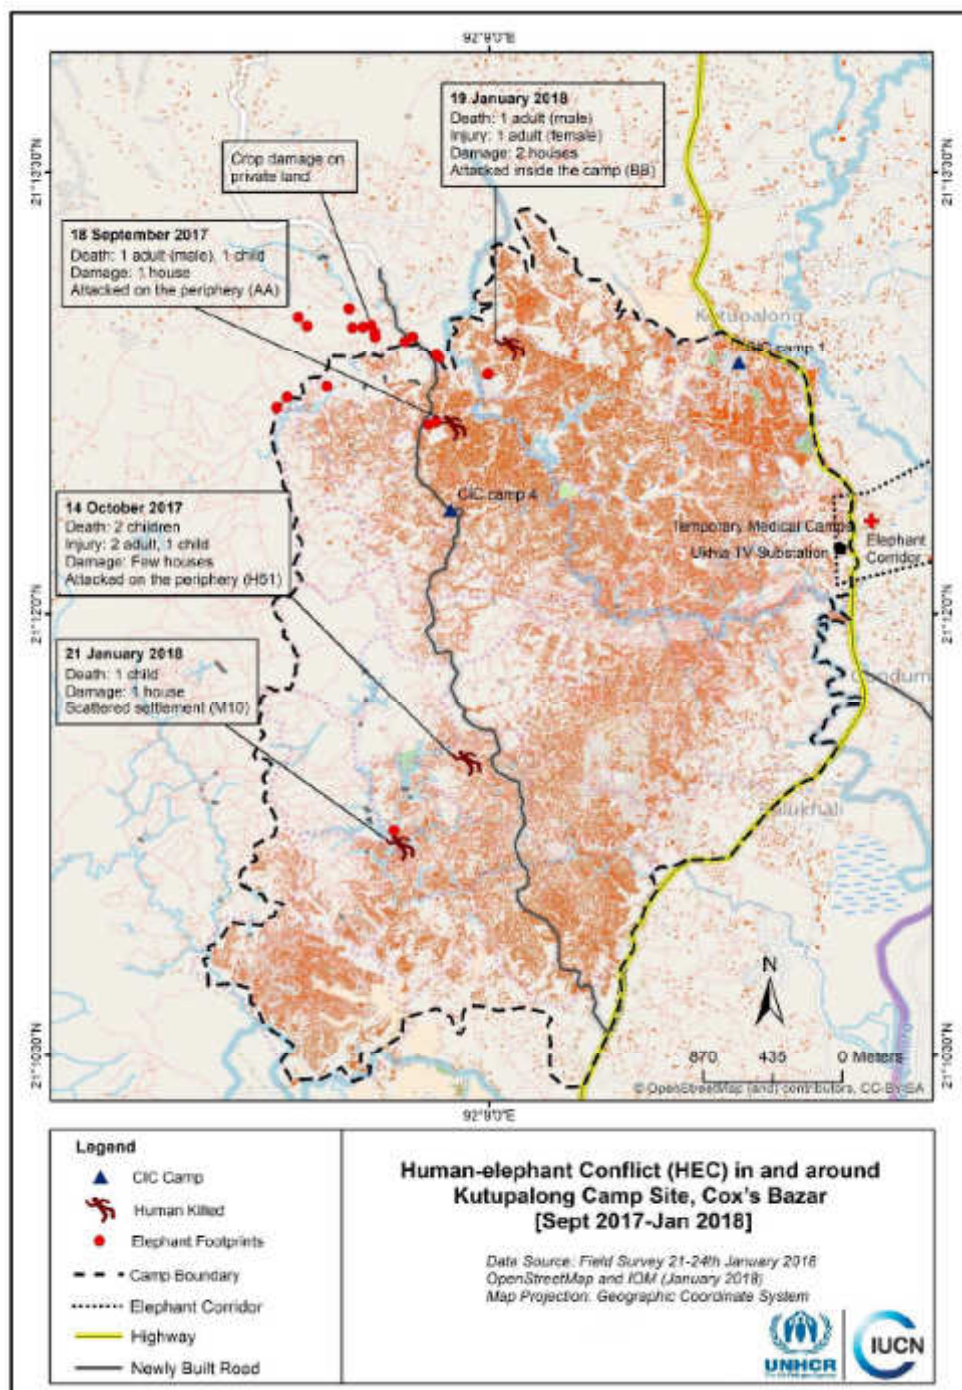 92°9'0"E
19 January 2018
Death: 1 adult (male)
Injury: 1 adult (female)
Damage: 2 houses
Attacked inside the camp (BB)
Crop damage on
private land
21°13'30"N
21°13'30"N
18 September 2017
Death: 1 adult (male), 1 child
Damage: 1 house
Attacked on the periphery (AA)
Kutupalong
CIC camp 1
14 October 2017
Death: 2 children
Injury: 2 adult, 1 child
Damage: Few houses
Attacked on the periphery (H51)
CIC camp 4
Temporary Medical Camp
Ukhia TV Substation
Elephant
Corridor
21°12'0"N
21°12'0"N
21 January 2018
Death: 1 child
Damage: 1 house
Scattered settlement (M10)
Balukhali
N
870 435 0 Meters
21°10'30"N
21°10'30"N
© OpenStreetMap (and) contributors, CC-BY-SA
92°9'0"E
Legend
CIC Camp
Human Killed
Elephant Footprints
Camp Boundary
Elephant Corridor
Highway
Newly Built Road
Human-elephant Conflict (HEC) in and around
Kutupalong Camp Site, Cox's Bazar
[Sept 2017-Jan 2018]
Data Source: Field Survey 21-24th January 2018
OpenStreetMap and IOM (January 2018)
Map Projection: Geographic Coordinate System
UNHCR
IUCN